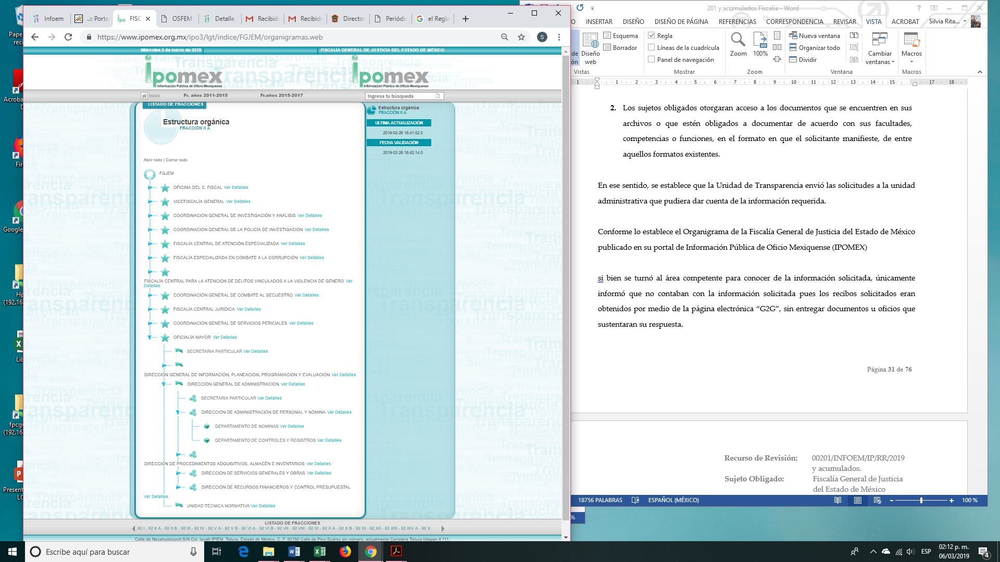 Infoem
..:: Porta
FISC
OSFEM
Detalle
Recibido
Recibido
Director
Periódic
el Regla
https://www.ipomex.org.mx/ipo3/lgt/indice/FGJEM/organigramas.web
S
Miércoles 6 de marzo de 2019
FISCALÍA GENERAL DE JUSTICIA DEL ESTADO DE MÉXICO
ipomex
Información Pública de Oficio Mexiquense
ipomex
Información Pública de Oficio Mexiquense
Inicio
Fr. años 2011-2015
Fr.años 2015-2017
Ingresa tu búsqueda
LISTADO DE FRACCIONES
Estructura orgánica
FRACCIÓN II A
Estructura orgánica
FRACCIÓN II A
ULTIMA ACTUALIZACIÓN
2019-02-26 16:41:52.0
FECHA VALIDACIÓN
2019-02-26 16:42:14.0
Abrir todo | Cerrar todo
FGJEM
OFICINA DEL C. FISCAL Ver Detalles
VICEFISCALÍA GENERAL Ver Detalles
COORDINACIÓN GENERAL DE INVESTIGACIÓN Y ANÁLISIS Ver Detalles
COORDINACIÓN GENERAL DE LA POLICÍA DE INVESTIGACIÓN Ver Detalles
FISCALÍA CENTRAL DE ATENCIÓN ESPECIALIZADA Ver Detalles
FISCALÍA ESPECIALIZADA EN COMBATE A LA CORRUPCIÓN Ver Detalles
FISCALÍA CENTRAL PARA LA ATENCIÓN DE DELITOS VINCULADOS A LA VIOLENCIA DE GENERO Ver
Detalles
COORDINACIÓN GENERAL DE COMBATE AL SECUESTRO Ver Detalles
FISCALÍA CENTRAL JURÍDICA Ver Detalles
COORDINACIÓN GENERAL DE SERVICIOS PERICIALES Ver Detalles
OFICIALÍA MAYOR Ver Detalles
SECRETARIA PARTICULAR Ver Detalles
DIRECCIÓN GENERAL DE INFORMACIÓN, PLANEACIÓN, PROGRAMACIÓN Y EVALUACIÓN Ver Detalles
DIRECCIÓN GENERAL DE ADMINISTRACIÓN Ver Detalles
SECRETARIA PARTICULAR Ver Detalles
DIRECCIÓN DE ADMINISTRACIÓN DE PERSONAL Y NÓMINA Ver Detalles
DEPARTAMENTO DE NOMINAS Ver Detalles
DEPARTAMENTO DE CONTROLES Y REGISTROS Ver Detalles
DIRECCIÓN DE PROCEDIMIENTOS ADQUISITIVOS, ALMACÉN E INVENTARIOS Ver Detalles
DIRECCIÓN DE SERVICIOS GENERALES Y OBRAS Ver Detalles
DIRECCIÓN DE RECURSOS FINANCIEROS Y CONTROL PRESUPUESTAL
Ver Detalles
UNIDAD TÉCNICA NORMATIVA Ver Detalles
LISTADO DE FRACCIONES
92 I - 92 II A - 92 II B - 92 III - 92 IV - 92 V A - 92 V B - 92 VI A - 92 VI B - 92 VII - 92 VIII - 92 IX - 92 X A - 92 X B - 92 XI - 92 XII - 92 XIII - 92 XIV A - 92 X
Calle de Nezahualcoyotl S/N Col. Izcalli IPIEM, Toluca, Estado de México. C. P. 50150 Calle de Pino Suárez sin número, actualmente Carretera Toluca-Ixtapan # 111,
201 y acumulados Fiscalia - Word
O INSERTAR DISEÑO DISEÑO DE PÁGINA REFERENCIAS CORRESPONDENCIA REVISAR VISTA ACROBAT Silvia Rita...
de
ón
Diseño
web
Esquema
Borrador
Vistas
Regla
Líneas de la cuadrícula
Panel de navegación
Mostrar
Zoom
100%
Zoom
Nueva ventana
Organizar todo
Dividir
Cambiar
ventanas
Ventana
Macros
Macros
1 1 2 3 4 5 6 7 8 9 10 11 12 13 14 15 17 18
2. Los sujetos obligados otorgaran acceso a los documentos que se encuentren en sus
archivos o que estén obligados a documentar de acuerdo con sus facultades,
competencias o funciones, en el formato en que el solicitante manifieste, de entre
aquellos formatos existentes.
En ese sentido, se establece que la Unidad de Transparencia envió las solicitudes a la unidad
administrativa que pudiera dar cuenta de la información requerida.
Conforme lo establece el Organigrama de la Fiscalía General de Justicia del Estado de México
publicado en su portal de Información Pública de Oficio Mexiquense (IPOMEX)
si bien se turnó al área competente para conocer de la información solicitada, únicamente
informó que no contaban con la información solicitada pues los recibos solicitados eran
obtenidos por medio de la página electrónica “G2G”, sin entregar documentos u oficios que
sustentaran su respuesta.
Página 31 de 76
Recurso de Revisión: 00201/INFOEM/IP/RR/2019
y acumulados.
Sujeto Obligado: Fiscalía General de Justicia
del Estado de México
18756 PALABRAS ESPAÑOL (MÉXICO) 100 %
%
Pape
reci
Acroba
D
Fir
Google
Hp
(192.16
Lib
fpcg
(192.16
Present
LG
Escribe aquí para buscar
ESP
02:12 p. m.
06/03/2019
4